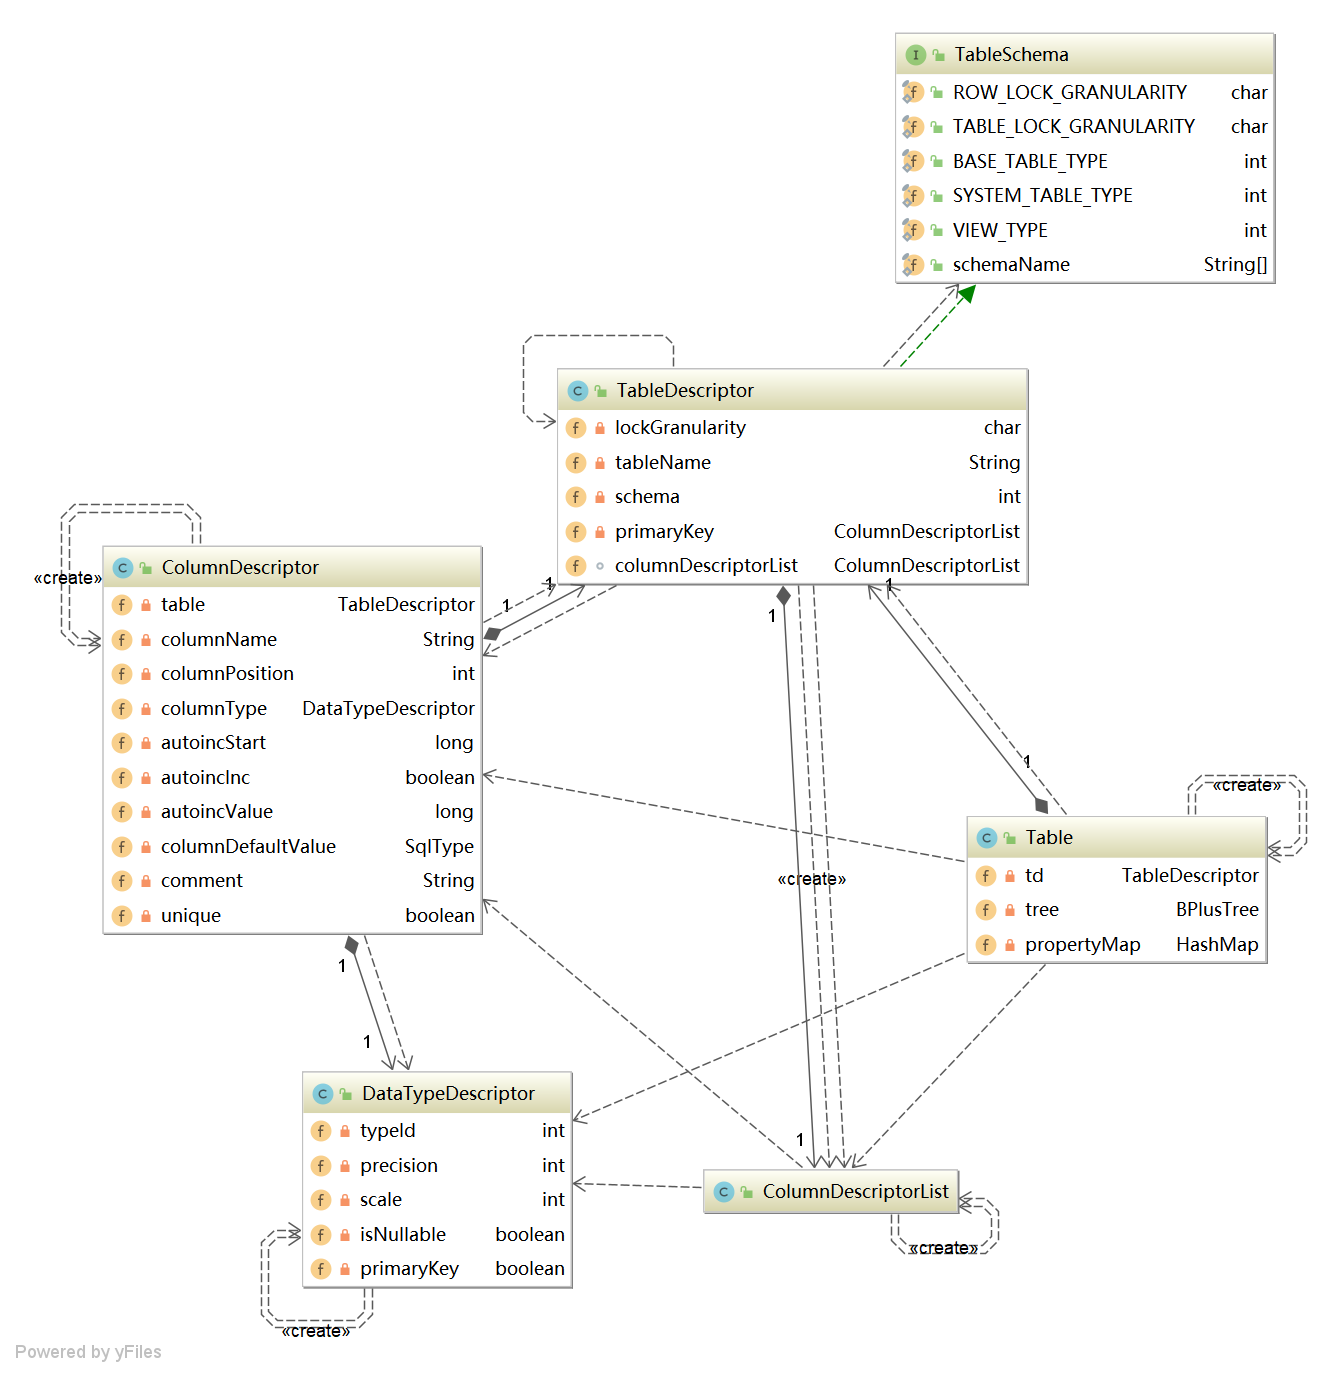 I TableSchema
f ROW_LOCK_GRANULARITY char
f TABLE_LOCK_GRANULARITY char
f BASE_TABLE_TYPE int
f SYSTEM_TABLE_TYPE int
f VIEW_TYPE int
f schemaName String[]
C TableDescriptor
f lockGranularity char
f tableName String
f schema int
f primaryKey ColumnDescriptorList
f columnDescriptorList ColumnDescriptorList
«create»
1
1
1
1
C ColumnDescriptor
f table TableDescriptor
f columnName String
f columnPosition int
f columnType DataTypeDescriptor
f autoincStart long
f autoincInc boolean
f autoincValue long
f columnDefaultValue SqlType
f comment String
f unique boolean
1
«create»
C Table
f td TableDescriptor
f tree BPlusTree
f propertyMap HashMap
«create»
1
1
1
C DataTypeDescriptor
f typeId int
f precision int
f scale int
f isNullable boolean
f primaryKey boolean
«create»
C ColumnDescriptorList
«create»
Powered by yFiles